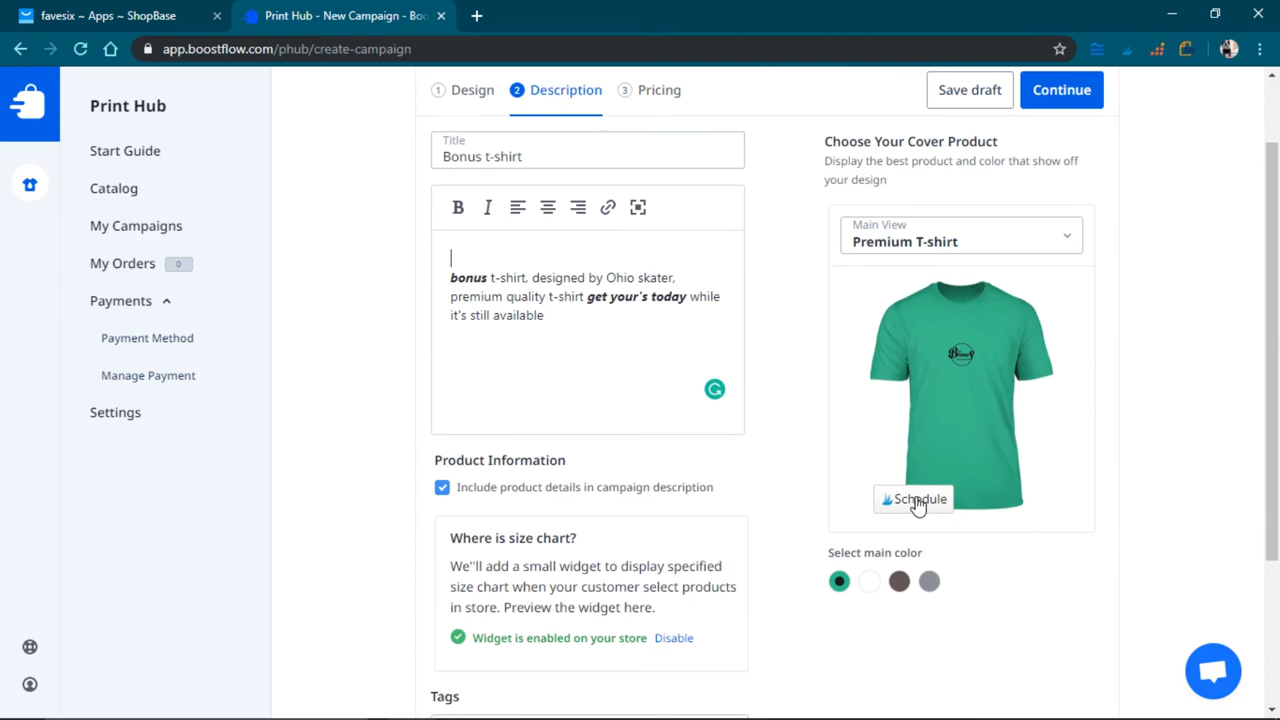 favesix ~ Apps ~ ShopBase
Print Hub - New Campaign - Boo
app.boostflow.com/phub/create-campaign
Print Hub
Start Guide
Catalog
My Campaigns
My Orders 0
Payments
Payment Method
Manage Payment
Settings
1 Design
2 Description
3 Pricing
Save draft
Continue
Title
Bonus t-shirt
B I
bonus t-shirt, designed by Ohio skater,
premium quality t-shirt get your's today while
it's still available
Product Information
Include product details in campaign description
Where is size chart?
We''ll add a small widget to display specified
size chart when your customer select products
in store. Preview the widget here.
Widget is enabled on your store Disable
Tags
Choose Your Cover Product
Display the best product and color that show off
your design
Main View
Premium T-shirt
Bonus
Schedule
Select main color